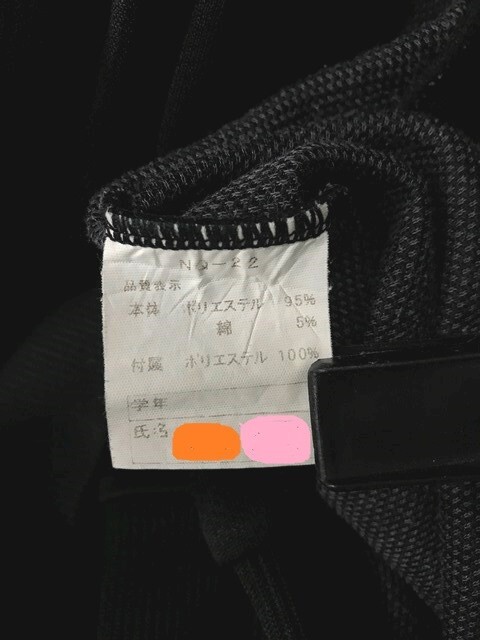 NQ-22
品質表示
本体 ポリエステル 95%
綿 5%
付属 ポリエステル 100%
学年
氏名